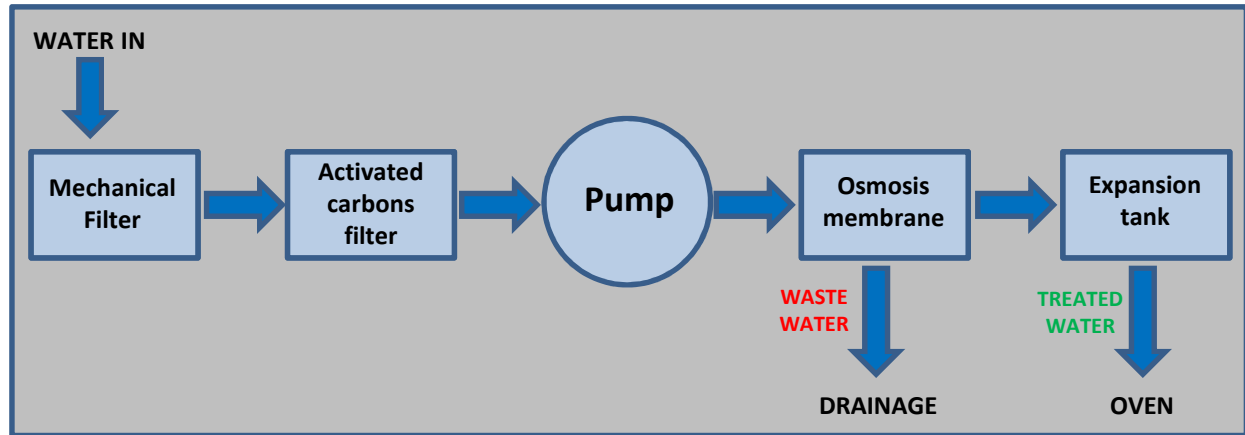 WATER IN
Mechanical
Filter
Activated
carbons
filter
Pump
Osmosis
membrane
Expansion
tank
WASTE
WATER
TREATED
WATER
DRAINAGE
OVEN